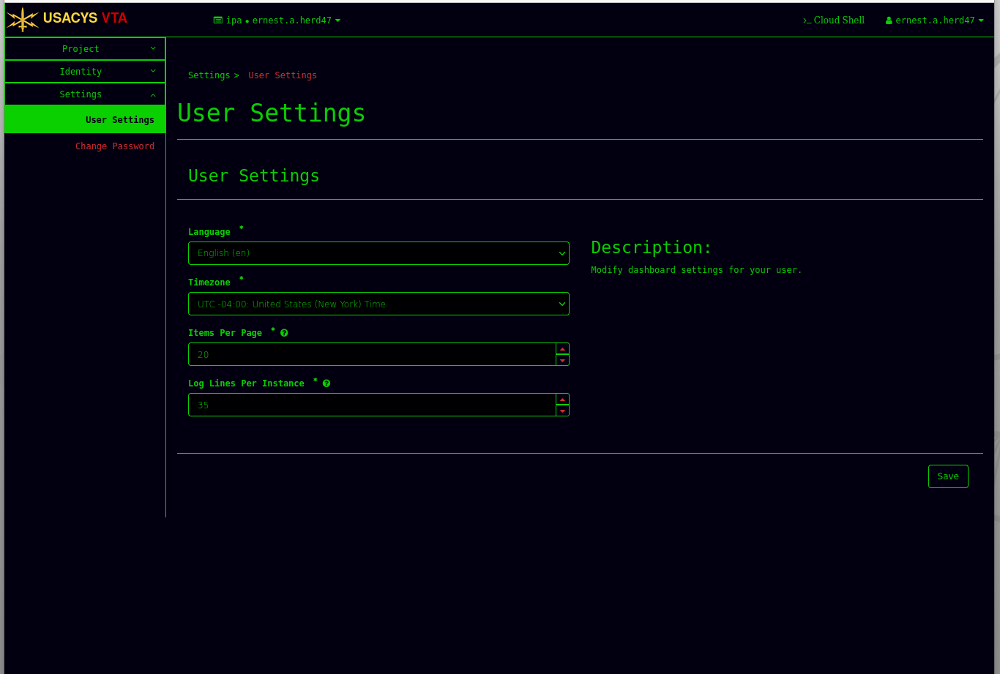 USACYS VTA
ipa • ernest.a.herd47
>_ Cloud Shell
ernest.a.herd47
Project
Identity
Settings
User Settings
Change Password
Settings > User Settings
User Settings
User Settings
Language *
English (en)
Timezone *
UTC -04:00: United States (New York) Time
Items Per Page *
20
Log Lines Per Instance *
35
Description:
Modify dashboard settings for your user.
Save